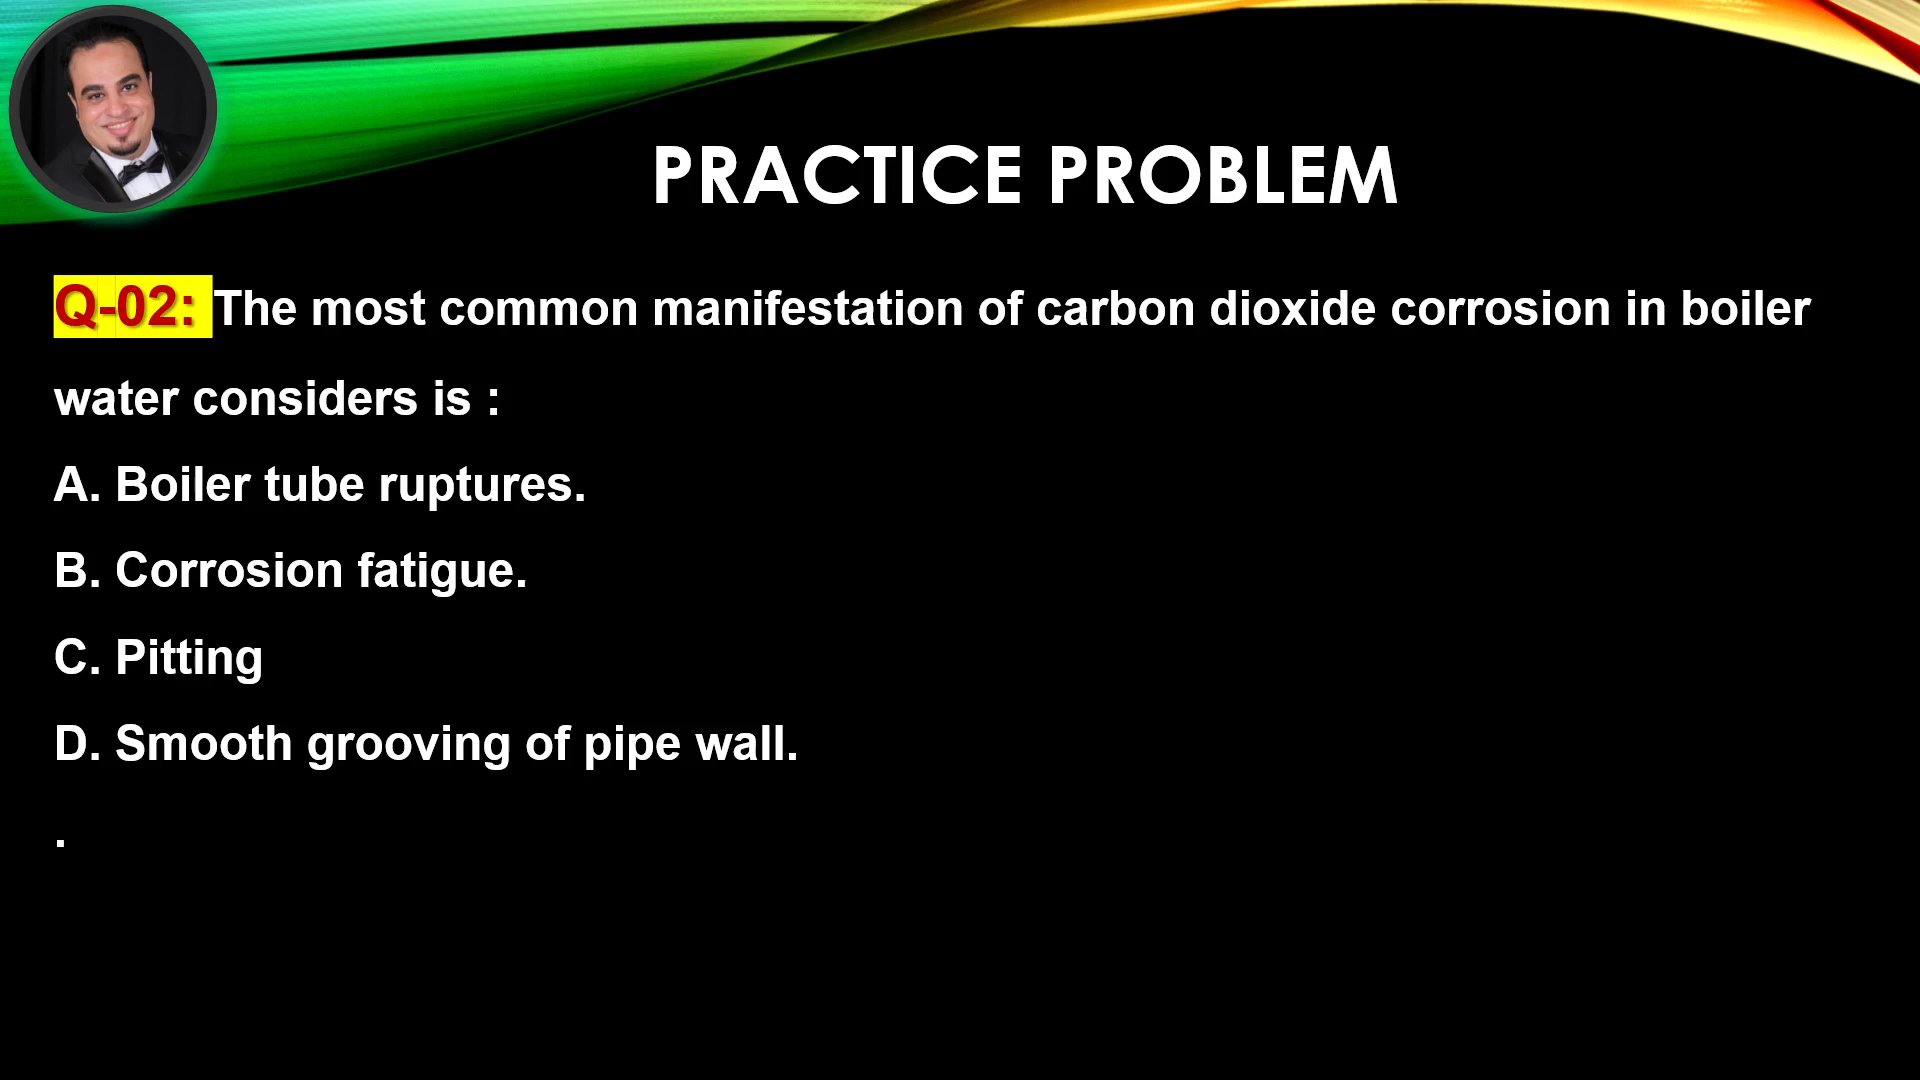 PRACTICE PROBLEM
Q-02: The most common manifestation of carbon dioxide corrosion in boiler
water considers is :
A. Boiler tube ruptures.
B. Corrosion fatigue.
C. Pitting
D. Smooth grooving of pipe wall.
.